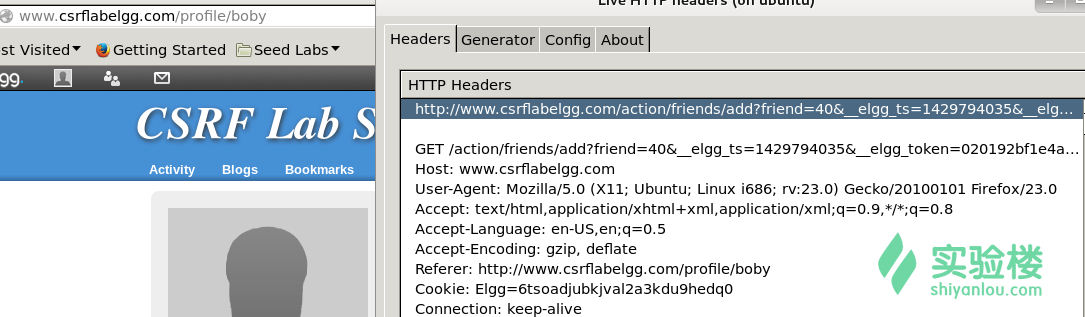 www.csrflabelgg.com/profile/boby
st Visited
Getting Started
Seed Labs
gg.
CSRF Lab S
Activity
Blogs
Bookmarks
Live HTTP headers (on ubuntu)
Headers
Generator
Config
About
HTTP Headers
http://www.csrflabelgg.com/action/friends/add?friend=40&__elgg_ts=1429794035&__elg...
GET /action/friends/add?friend=40&__elgg_ts=1429794035&__elgg_token=020192bf1e4a...
Host: www.csrflabelgg.com
User-Agent: Mozilla/5.0 (X11; Ubuntu; Linux i686; rv:23.0) Gecko/20100101 Firefox/23.0
Accept: text/html,application/xhtml+xml,application/xml;q=0.9,*/*;q=0.8
Accept-Language: en-US,en;q=0.5
Accept-Encoding: gzip, deflate
Referer: http://www.csrflabelgg.com/profile/boby
Cookie: Elgg=6tsoadjubkjval2a3kdu9hedq0
Connection: keep-alive
实验楼
shiyanlou.com